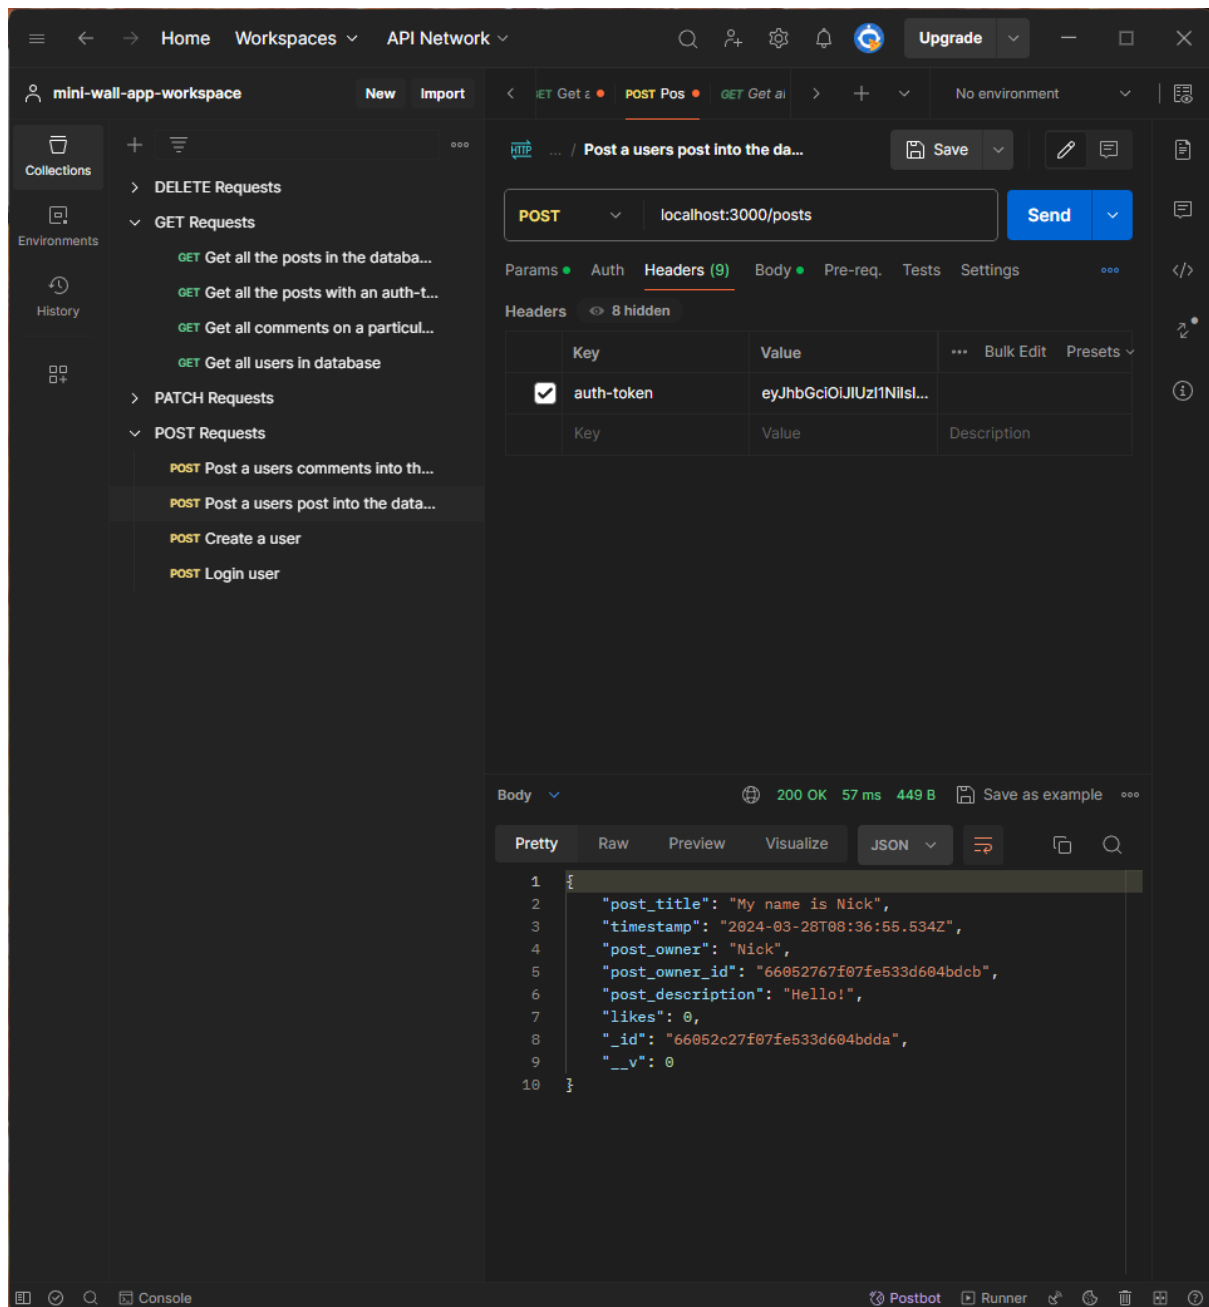 Home Workspaces API Network Upgrade
mini-wall-app-workspace New Import
GET Get a POST Pos GET Get al No environment
Collections
Environments
History
DELETE Requests
GET Requests
GET Get all the posts in the databa...
GET Get all the posts with an auth-t...
GET Get all comments on a particul...
GET Get all users in database
PATCH Requests
POST Requests
POST Post a users comments into th...
POST Post a users post into the data...
POST Create a user
POST Login user
HTTP ... / Post a users post into the da... Save
POST localhost:3000/posts Send
Params Auth Headers (9) Body Pre-req. Tests Settings
Headers 8 hidden
Key Value Bulk Edit Presets
auth-token eyJhbGciOiJIUzI1NiIsI...
Key Value Description
Body 200 OK 57 ms 449 B Save as example
Pretty Raw Preview Visualize JSON
1 {
2 "post_title": "My name is Nick",
3 "timestamp": "2024-03-28T08:36:55.534Z",
4 "post_owner": "Nick",
5 "post_owner_id": "66052767f07fe533d604bdcb",
6 "post_description": "Hello!",
7 "likes": 0,
8 "_id": "66052c27f07fe533d604bdda",
9 "__v": 0
10 }
Console Postbot Runner